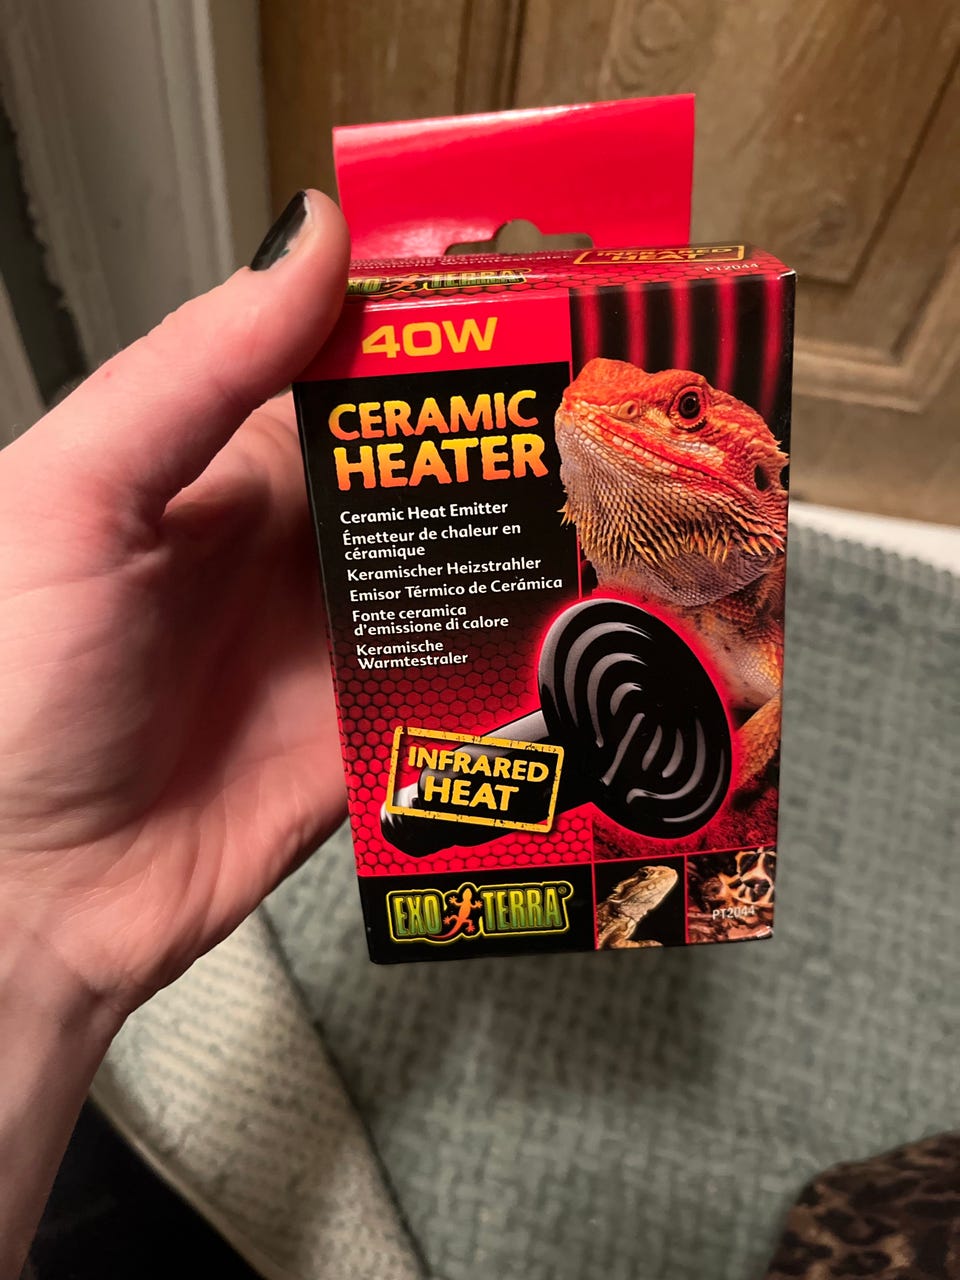 INFRARED
HEAT
PT2044
EXO TERRA
40W
CERAMIC
HEATER
Ceramic Heat Emitter
Émetteur de chaleur en
céramique
Keramischer Heizstrahler
Emisor Térmico de Cerámica
Fonte ceramica
d'emissione di calore
Keramische
Warmtestraler
INFRARED
HEAT
EXO TERRA®
PT2044